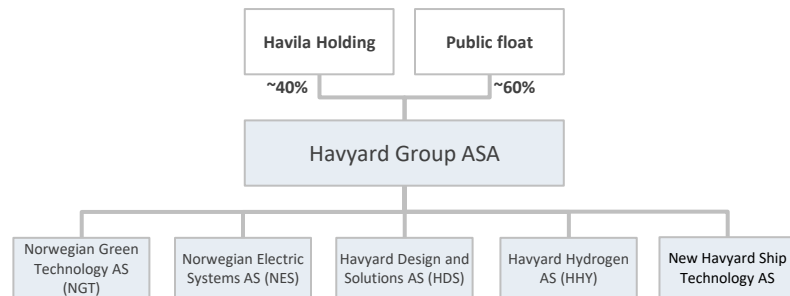 Havila Holding
Public float
~40%
~60%
Havyard Group ASA
Norwegian Green
Technology AS
(NGT)
Norwegian Electric
Systems AS (NES)
Havyard Design and
Solutions AS (HDS)
Havyard Hydrogen
AS (HHY)
New Havyard Ship
Technology AS